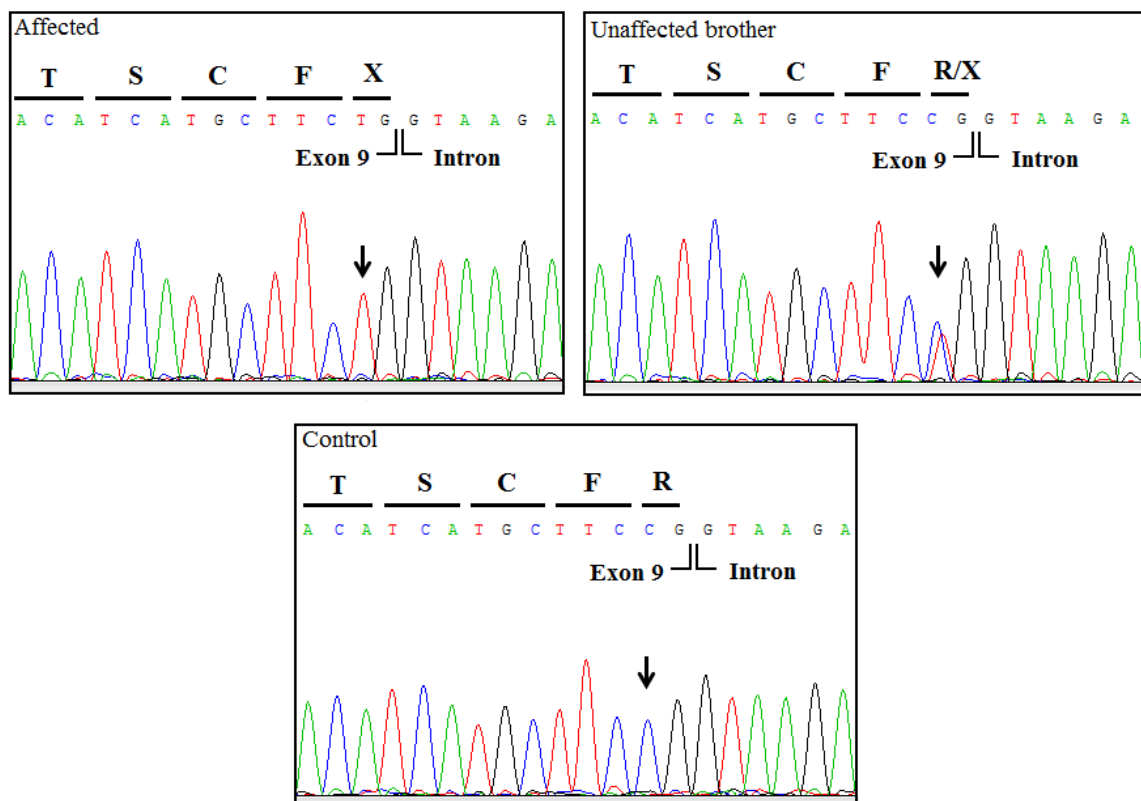 Affected
T S C F X
A C A T C A T G C T T C T G G T A A G A
Exon 9 Intron
Unaffected brother
T S C F R/X
A C A T C A T G C T T C C G G T A A G A
Exon 9 Intron
Control
T S C F R
A C A T C A T G C T T C C G G T A A G A
Exon 9 Intron